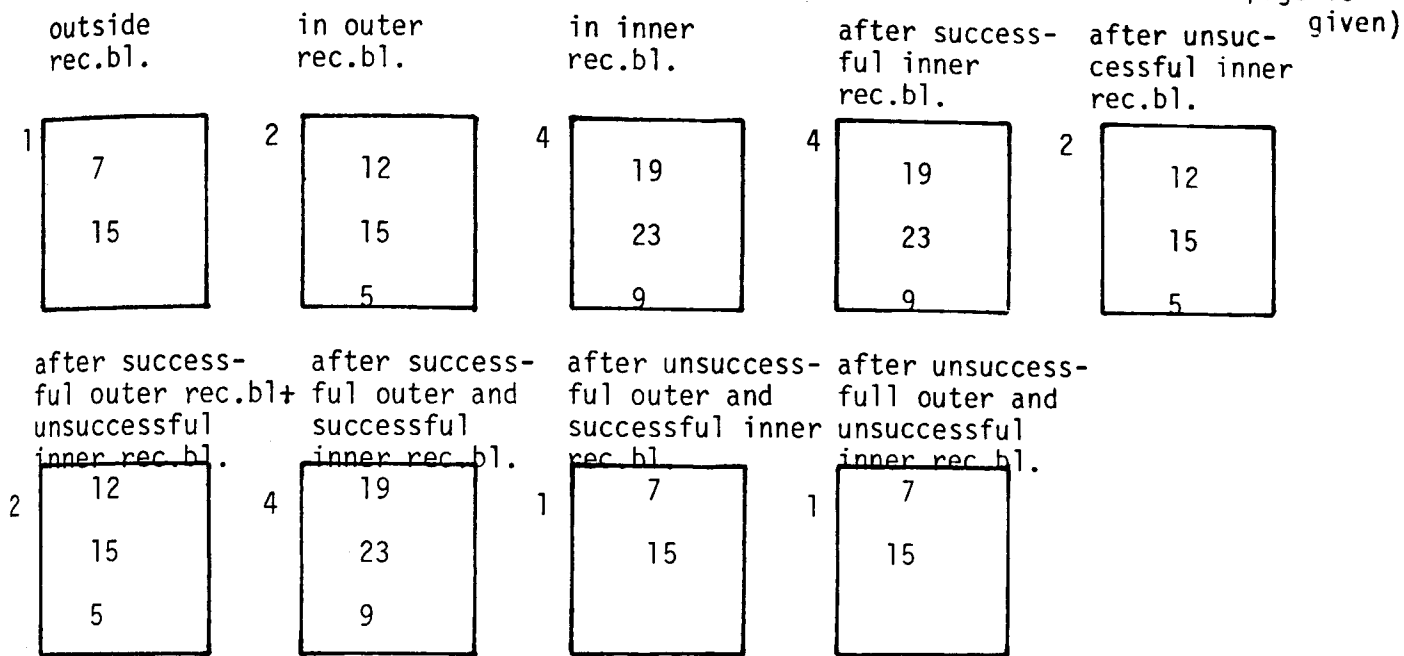 given)
outside
rec.bl.
in outer
rec.bl.
in inner
rec.bl.
after success-
ful inner
rec.bl.
after unsuc-
cessful inner
rec.bl.
1
7
15
2
12
15
5
4
19
23
9
4
19
23
9
2
12
15
5
after success-
ful outer rec.bl+
unsuccessful
inner rec.bl.
after success-
ful outer and
successful
inner rec.bl.
after unsuccess-
ful outer and
successful inner
rec bl
after unsuccess-
full outer and
unsuccessful
inner rec.bl.
2
12
15
5
4
19
23
9
1
7
15
1
7
15